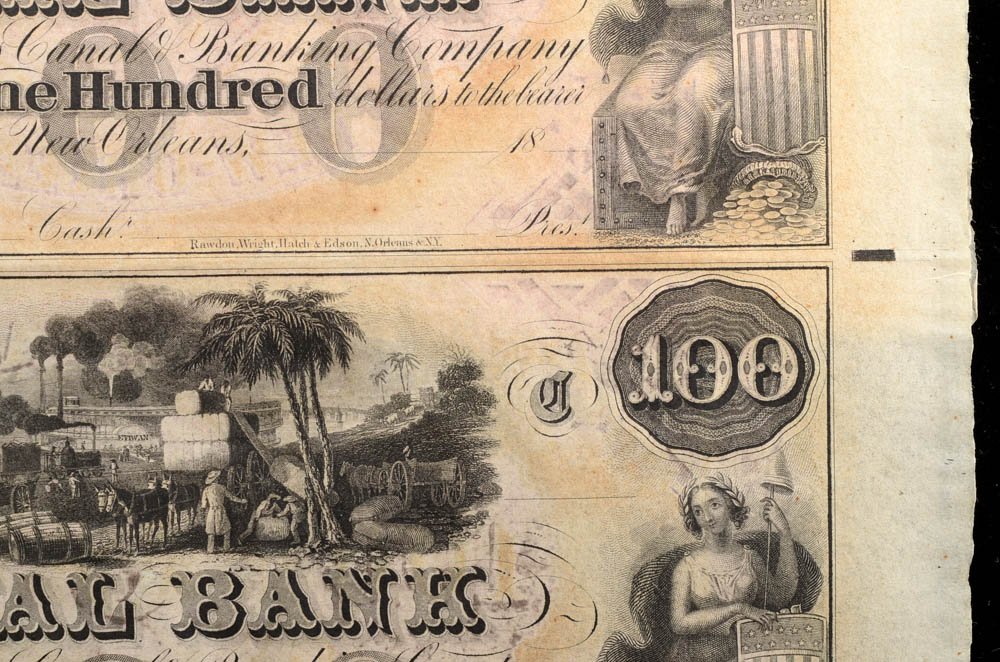 Canal & Banking Company
ne Hundred dollars to the bearer
New Orleans, 18
Cash.r Pres.t
Rawdon, Wright, Hatch & Edson, N. Orleans & N.Y.
C 100
AL BANK